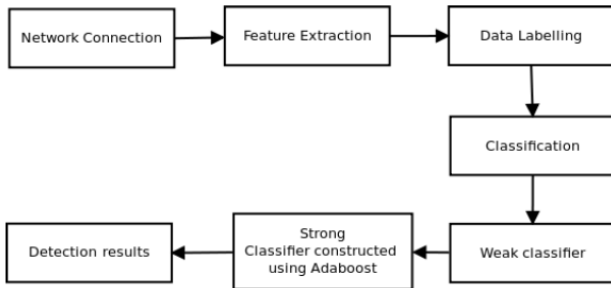 Network Connection
Feature Extraction
Data Labelling
Classification
Weak classifier
Strong
Classifier constructed
using Adaboost
Detection results